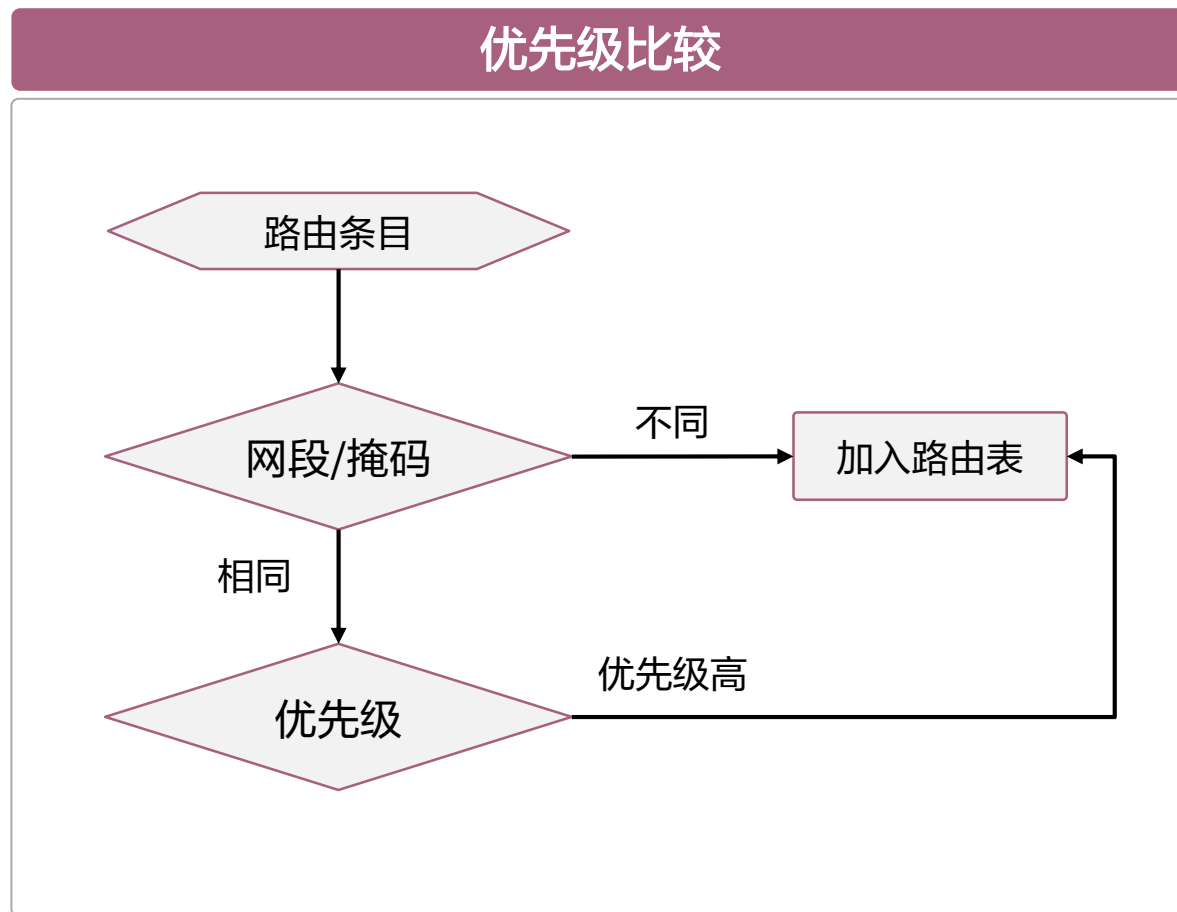 优先级比较
路由条目
网段/掩码
不同
加入路由表
相同
优先级
优先级高